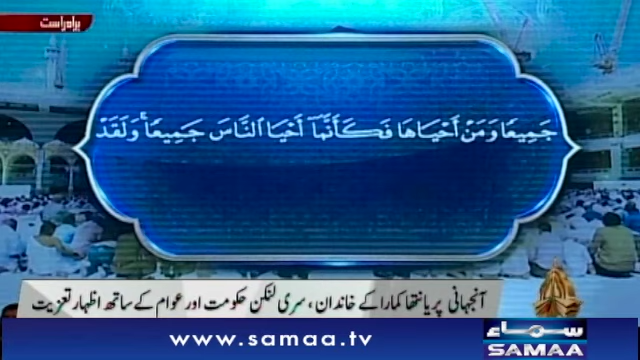 براہ راست
جَمِيعًا وَمَنْ أَحْيَاهَا فَكَأَنَّمَآ أَحْيَا النَّاسَ جَمِيعًا ۚ وَلَقَدْ
آنجہانی پریانتھا کمارا کے خاندان، سری لنکن حکومت اور عوام کے ساتھ اظہار تعزیت
www.samaa.tv
سماء
SAMAA